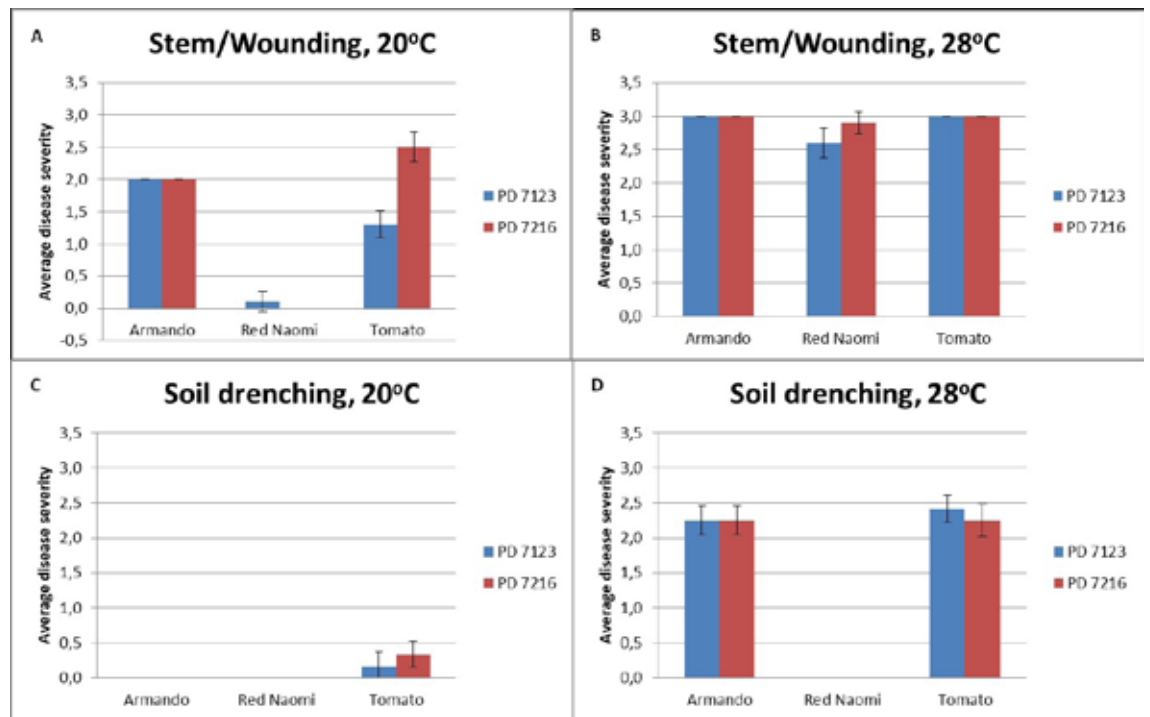 A
Stem/Wounding, 20°C
Average disease severity
3,5
3,0
2,5
2,0
1,5
1,0
0,5
0,0
-0,5
Armando Red Naomi Tomato
PD 7123
PD 7216
B
Stem/Wounding, 28°C
Average disease severity
3,5
3,0
2,5
2,0
1,5
1,0
0,5
0,0
Armando Red Naomi Tomato
PD 7123
PD 7216
C
Soil drenching, 20°C
Average disease severity
3,5
3,0
2,5
2,0
1,5
1,0
0,5
0,0
Armando Red Naomi Tomato
PD 7123
PD 7216
D
Soil drenching, 28°C
Average disease severity
3,5
3,0
2,5
2,0
1,5
1,0
0,5
0,0
Armando Red Naomi Tomato
PD 7123
PD 7216